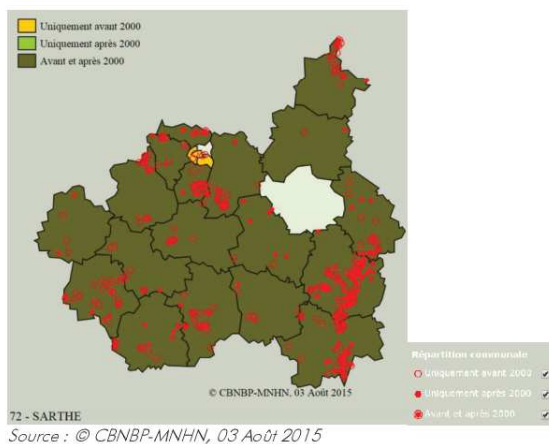 Uniquement avant 2000
Uniquement après 2000
Avant et après 2000
© CBNBP-MNHN, 03 Août 2015
72 - SARTHE
Répartition communale
Uniquement avant 2000
Uniquement après 2000
Avant et après 2000
Source : © CBNBP-MNHN, 03 Août 2015